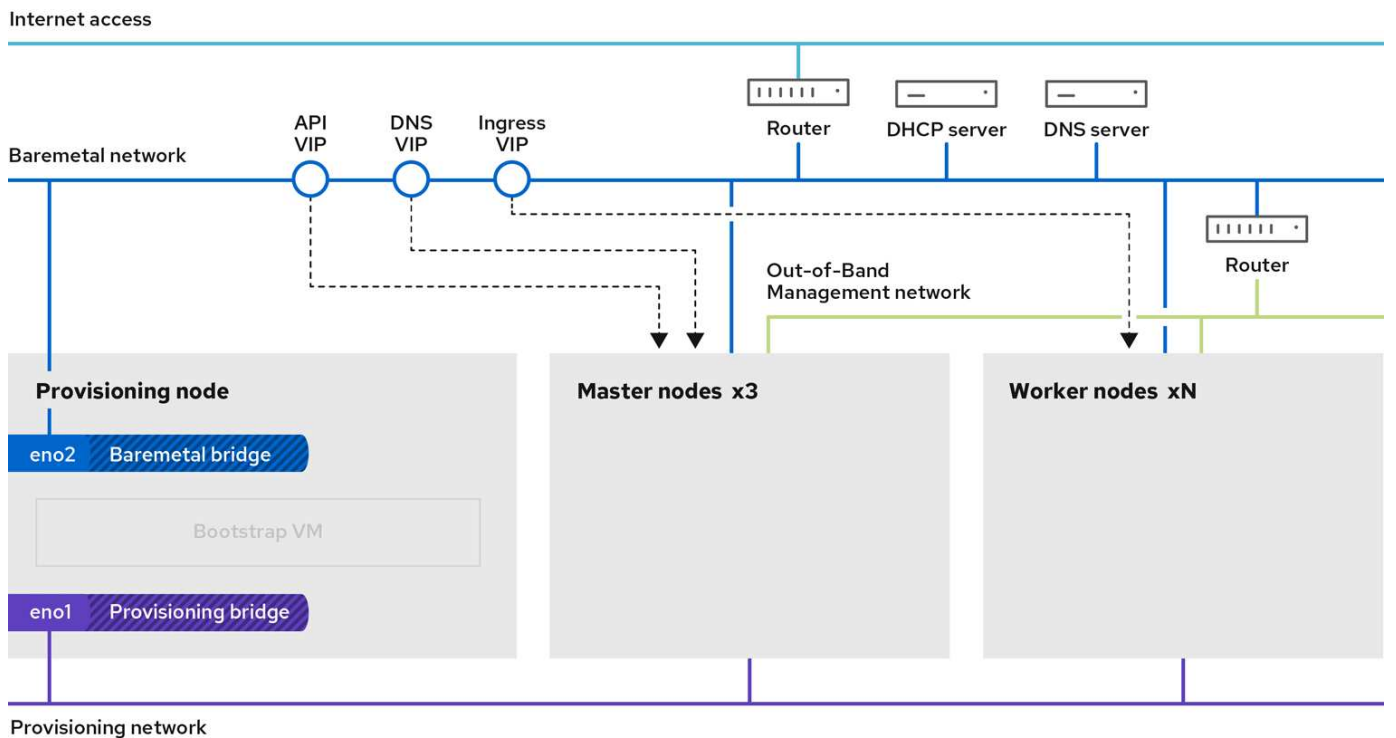 Internet access
API
VIP
DNS
VIP
Ingress
VIP
Router
DHCP server
DNS server
Baremetal network
Router
Out-of-Band
Management network
Provisioning node
Master nodes x3
Worker nodes xN
eno2
Baremetal bridge
Bootstrap VM
eno1
Provisioning bridge
Provisioning network